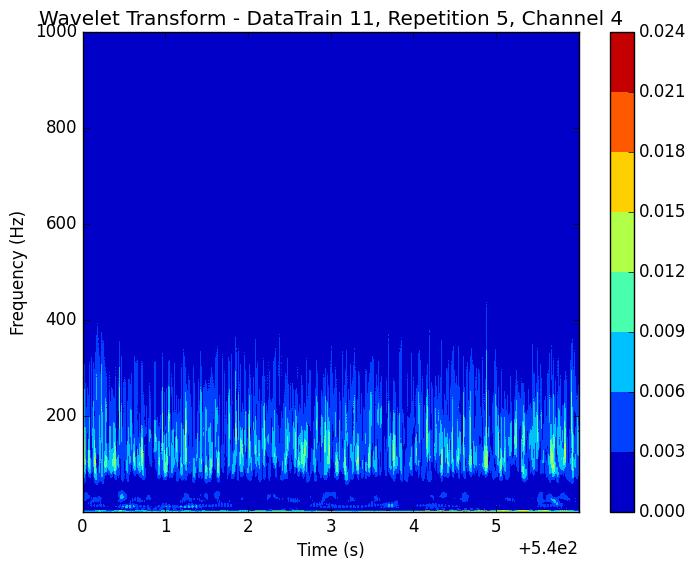 Wavelet Transform - DataTrain 11, Repetition 5, Channel 4
1000
800
600
400
200
Frequency (Hz)
0 1 2 3 4 5
+5.4e2
Time (s)
0.024
0.021
0.018
0.015
0.012
0.009
0.006
0.003
0.000